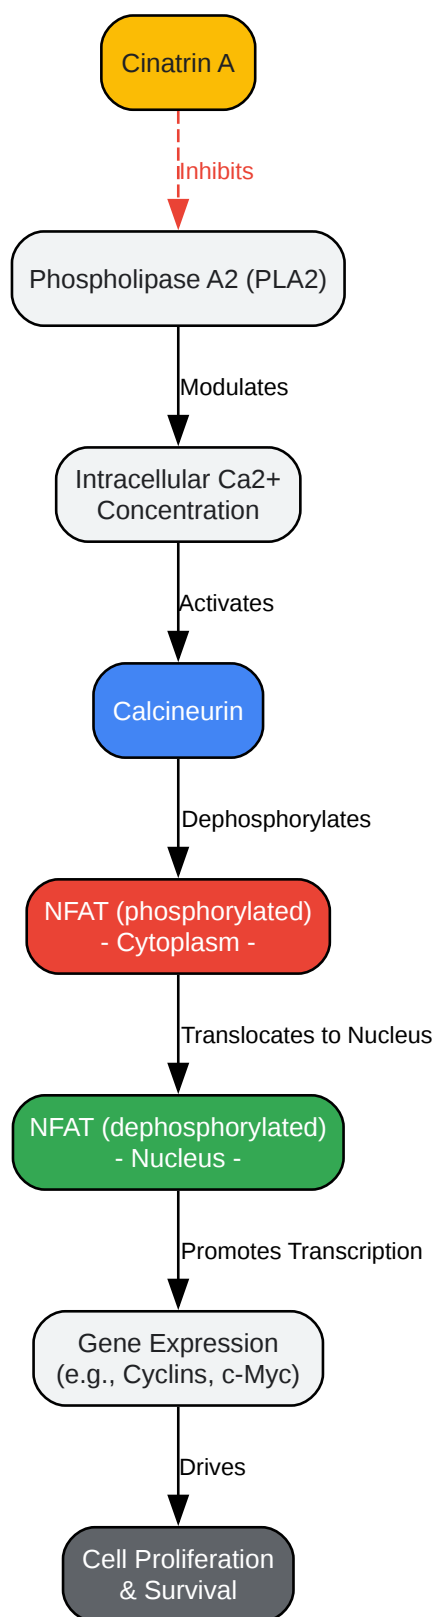 Cinatrin A
Inhibits
Phospholipase A2 (PLA2)
Modulates
Intracellular Ca2+
Concentration
Activates
Calcineurin
Dephosphorylates
NFAT (phosphorylated)
- Cytoplasm -
Translocates to Nucleus
NFAT (dephosphorylated)
- Nucleus -
Promotes Transcription
Gene Expression
(e.g., Cyclins, c-Myc)
Drives
Cell Proliferation
& Survival